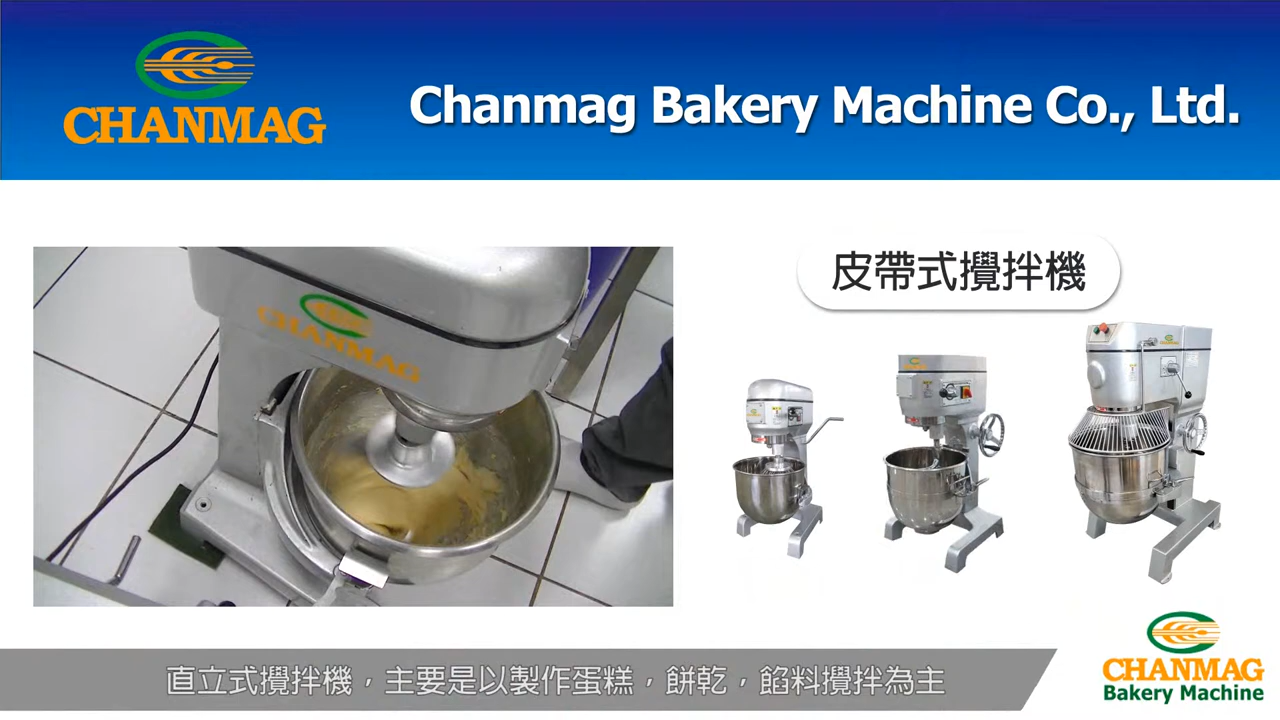 CHANMAG
Chanmag Bakery Machine Co., Ltd.
皮帶式攪拌機
CHANMAG
直立式攪拌機，主要是以製作蛋糕，餅乾，餡料攪拌為主
CHANMAG
Bakery Machine